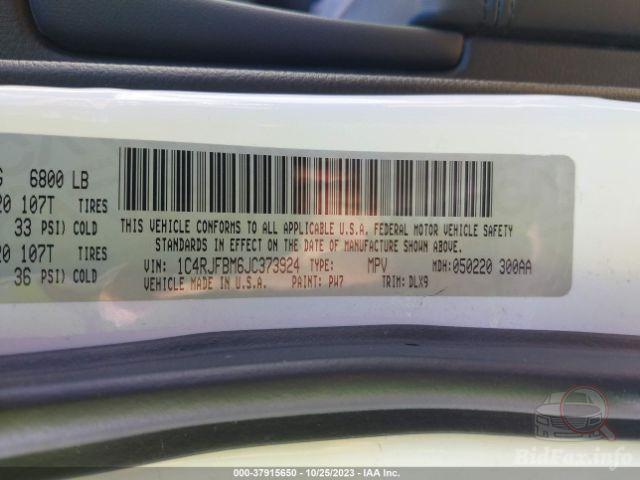 G 6800 LB
20 107T TIRES
33 PSI) COLD
20 107T TIRES
36 PSI) COLD
THIS VEHICLE CONFORMS TO ALL APPLICABLE U.S.A. FEDERAL MOTOR VEHICLE SAFETY
STANDARDS IN EFFECT ON THE DATE OF MANUFACTURE SHOWN ABOVE.
VIN: 1C4RJFBM6JC373924 TYPE: MPV MDH: 050220 300AA
VEHICLE MADE IN U.S.A. PAINT: PW7 TRIM: DLX9
BidFax.info
000-37915650 - 10/25/2023 - IAA Inc.